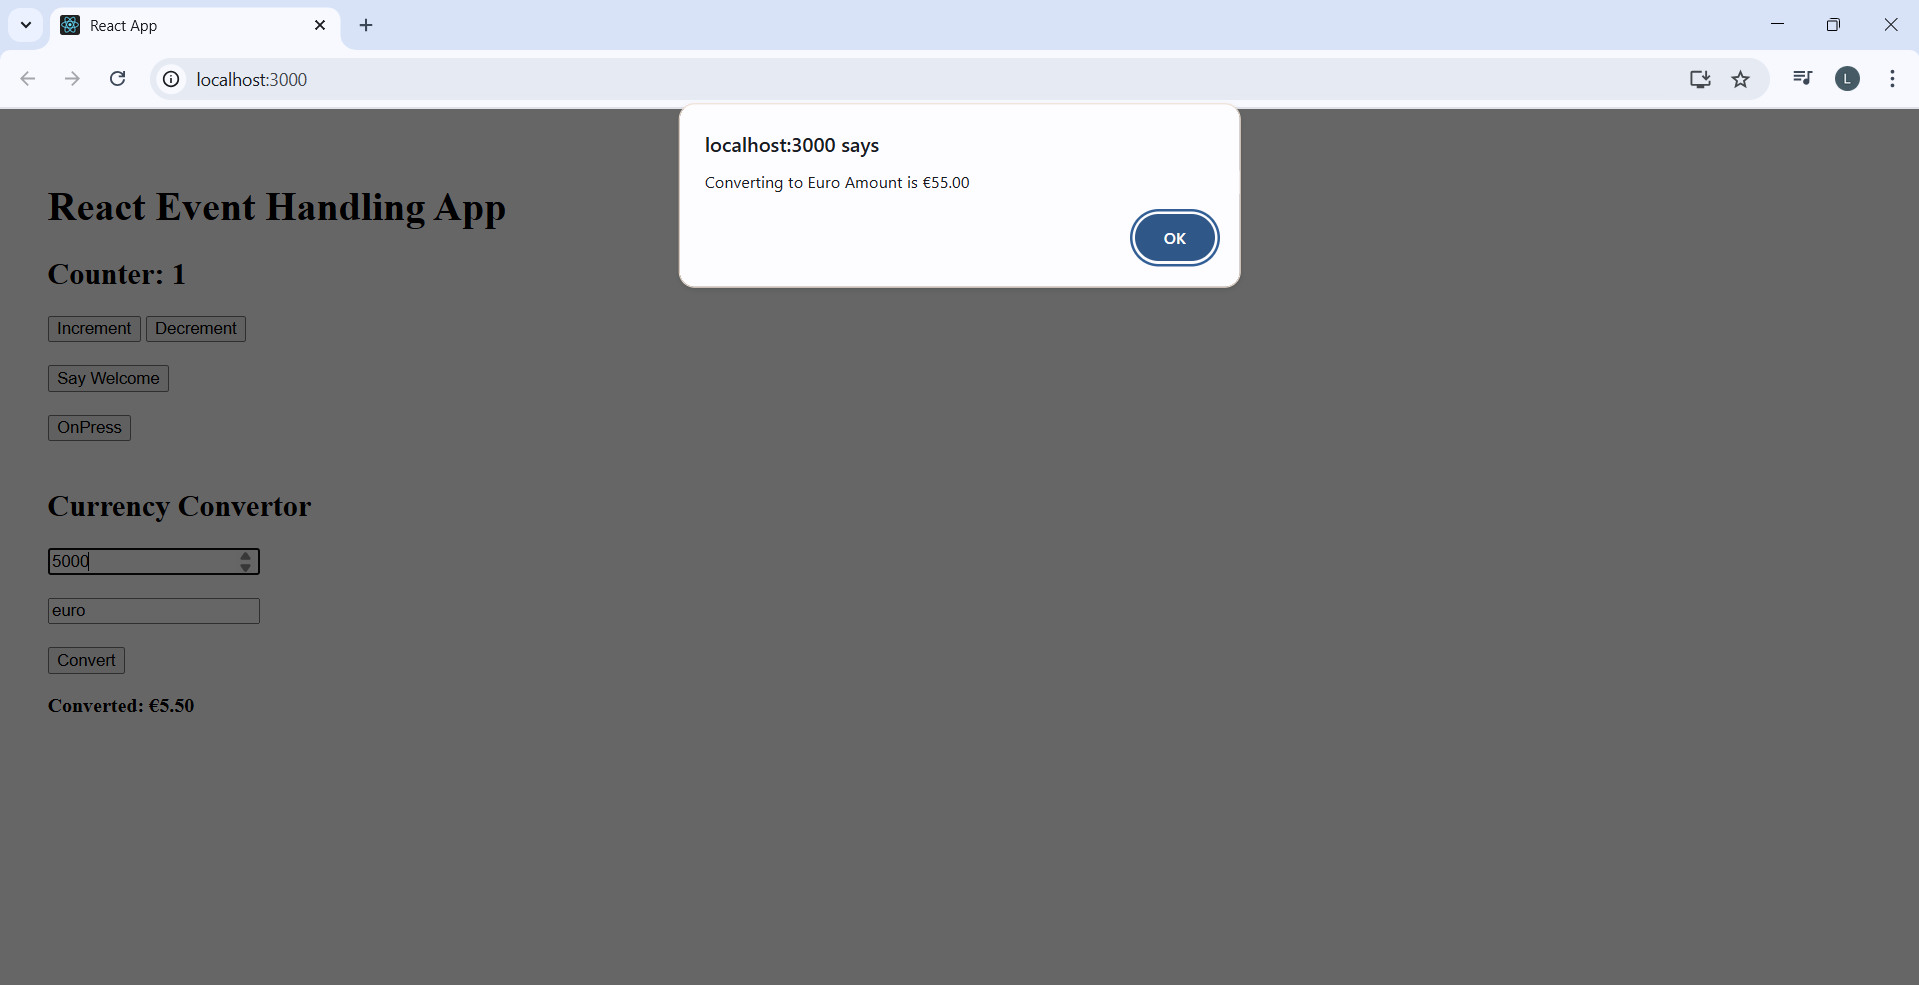 React App
localhost:3000
L
localhost:3000 says
Converting to Euro Amount is €55.00
OK
React Event Handling App
Counter: 1
Increment Decrement
Say Welcome
OnPress
Currency Convertor
5000
euro
Convert
Converted: €5.50